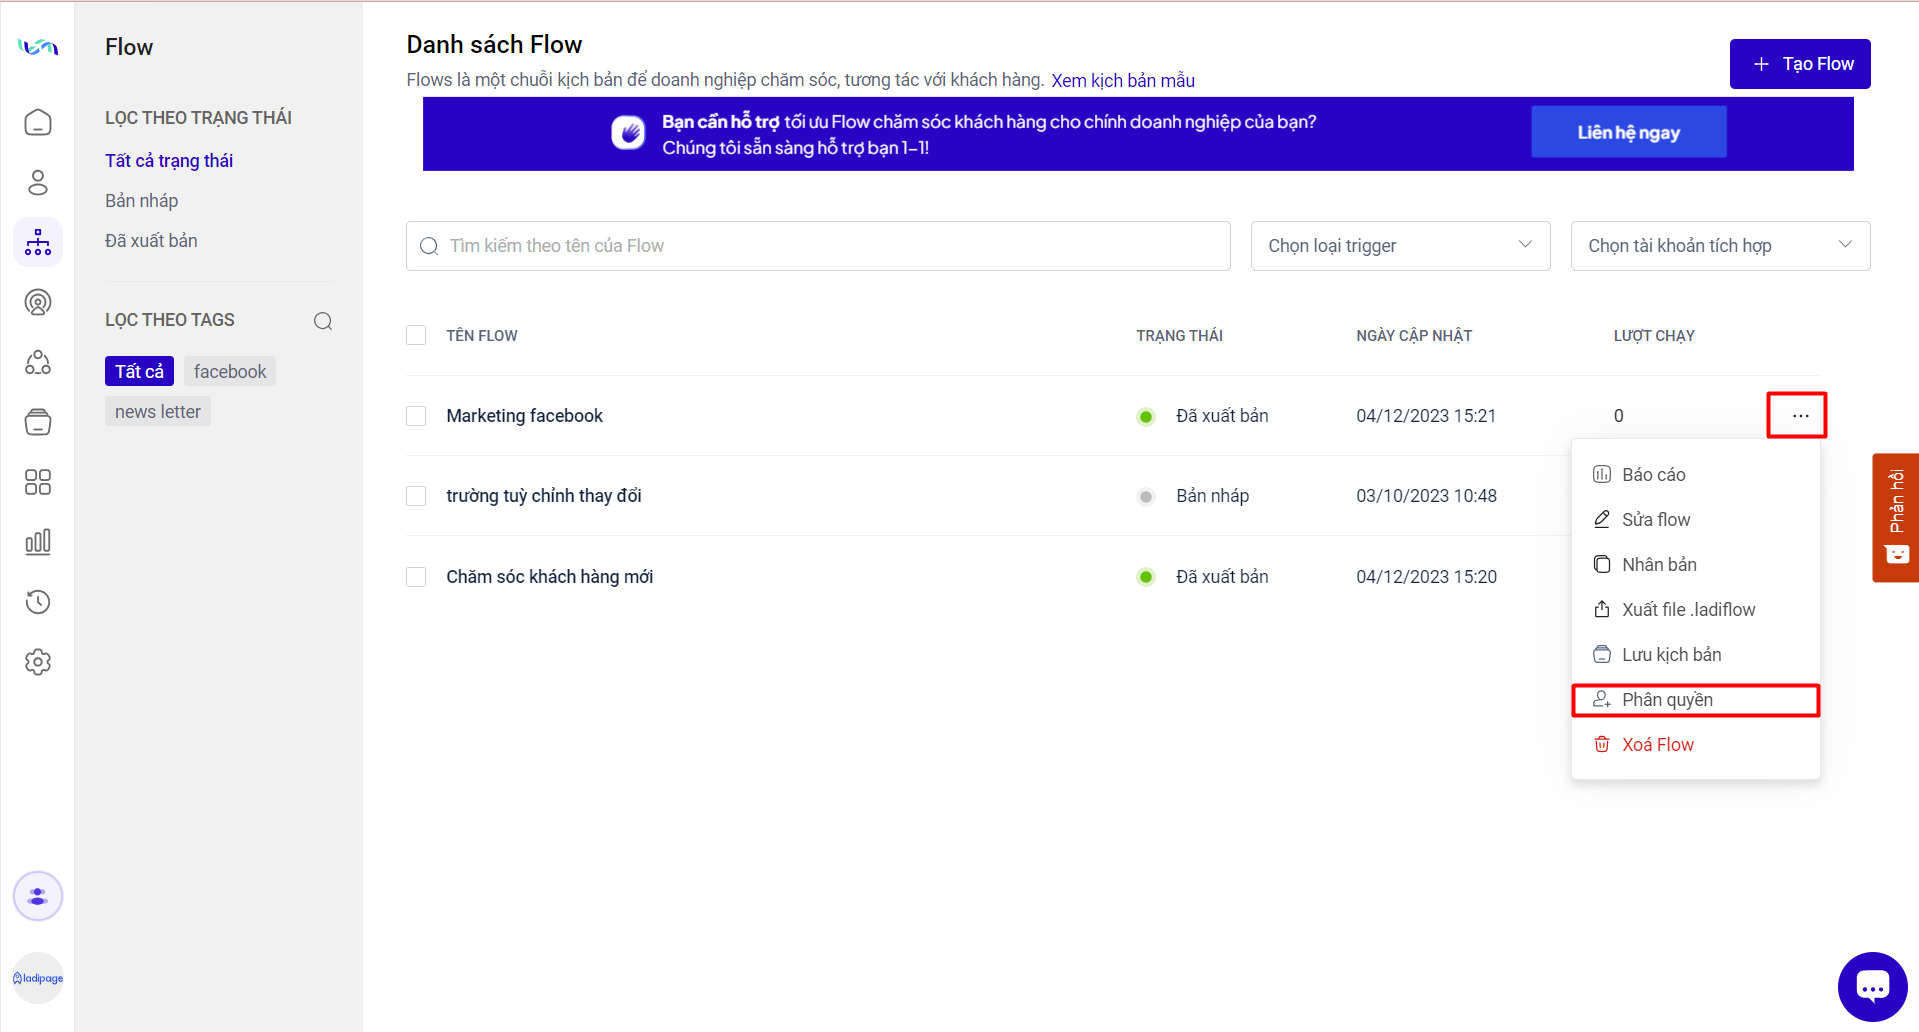 Flow
LỌC THEO TRẠNG THÁI
Tất cả trạng thái
Bản nháp
Đã xuất bản
LỌC THEO TAGS
Tất cả
facebook
news letter
ladipage
Danh sách Flow
Flows là một chuỗi kịch bản để doanh nghiệp chăm sóc, tương tác với khách hàng. Xem kịch bản mẫu
+ Tạo Flow
Bạn cần hỗ trợ tối ưu Flow chăm sóc khách hàng cho chính doanh nghiệp của bạn?
Chúng tôi sẵn sàng hỗ trợ bạn 1-1!
Liên hệ ngay
Tìm kiếm theo tên của Flow
Chọn loại trigger
Chọn tài khoản tích hợp
TÊN FLOW TRẠNG THÁI NGÀY CẬP NHẬT LƯỢT CHẠY
Marketing facebook Đã xuất bản 04/12/2023 15:21 0 ...
trường tuỳ chỉnh thay đổi Bản nháp 03/10/2023 10:48
Chăm sóc khách hàng mới Đã xuất bản 04/12/2023 15:20
Báo cáo
Sửa flow
Nhân bản
Xuất file .ladiflow
Lưu kịch bản
Phân quyền
Xoá Flow
Phản hồi